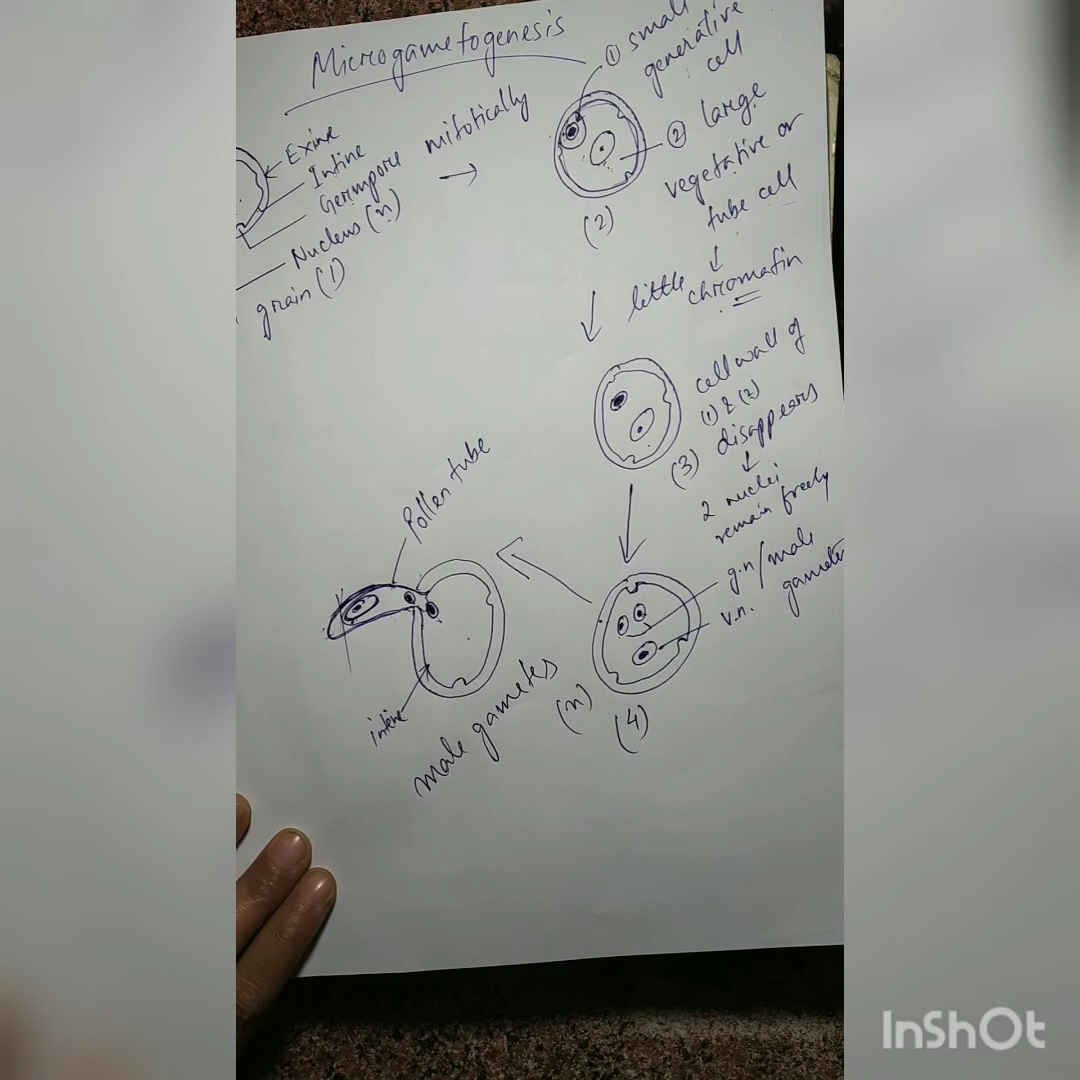 Microgametogenesis
Exine
Intine
Germpore
Nucleus (n)
grain (1)
mitotically
① small
generative
cell
② large
vegetative or
tube cell
(2)
little chromatin
cell wall of
(1) & (2)
disappears
(3)
2 nuclei
remain freely
g.n/male
gamete
v.n.
(4)
(n)
male gametes
Pollen tube
intine
InShOt